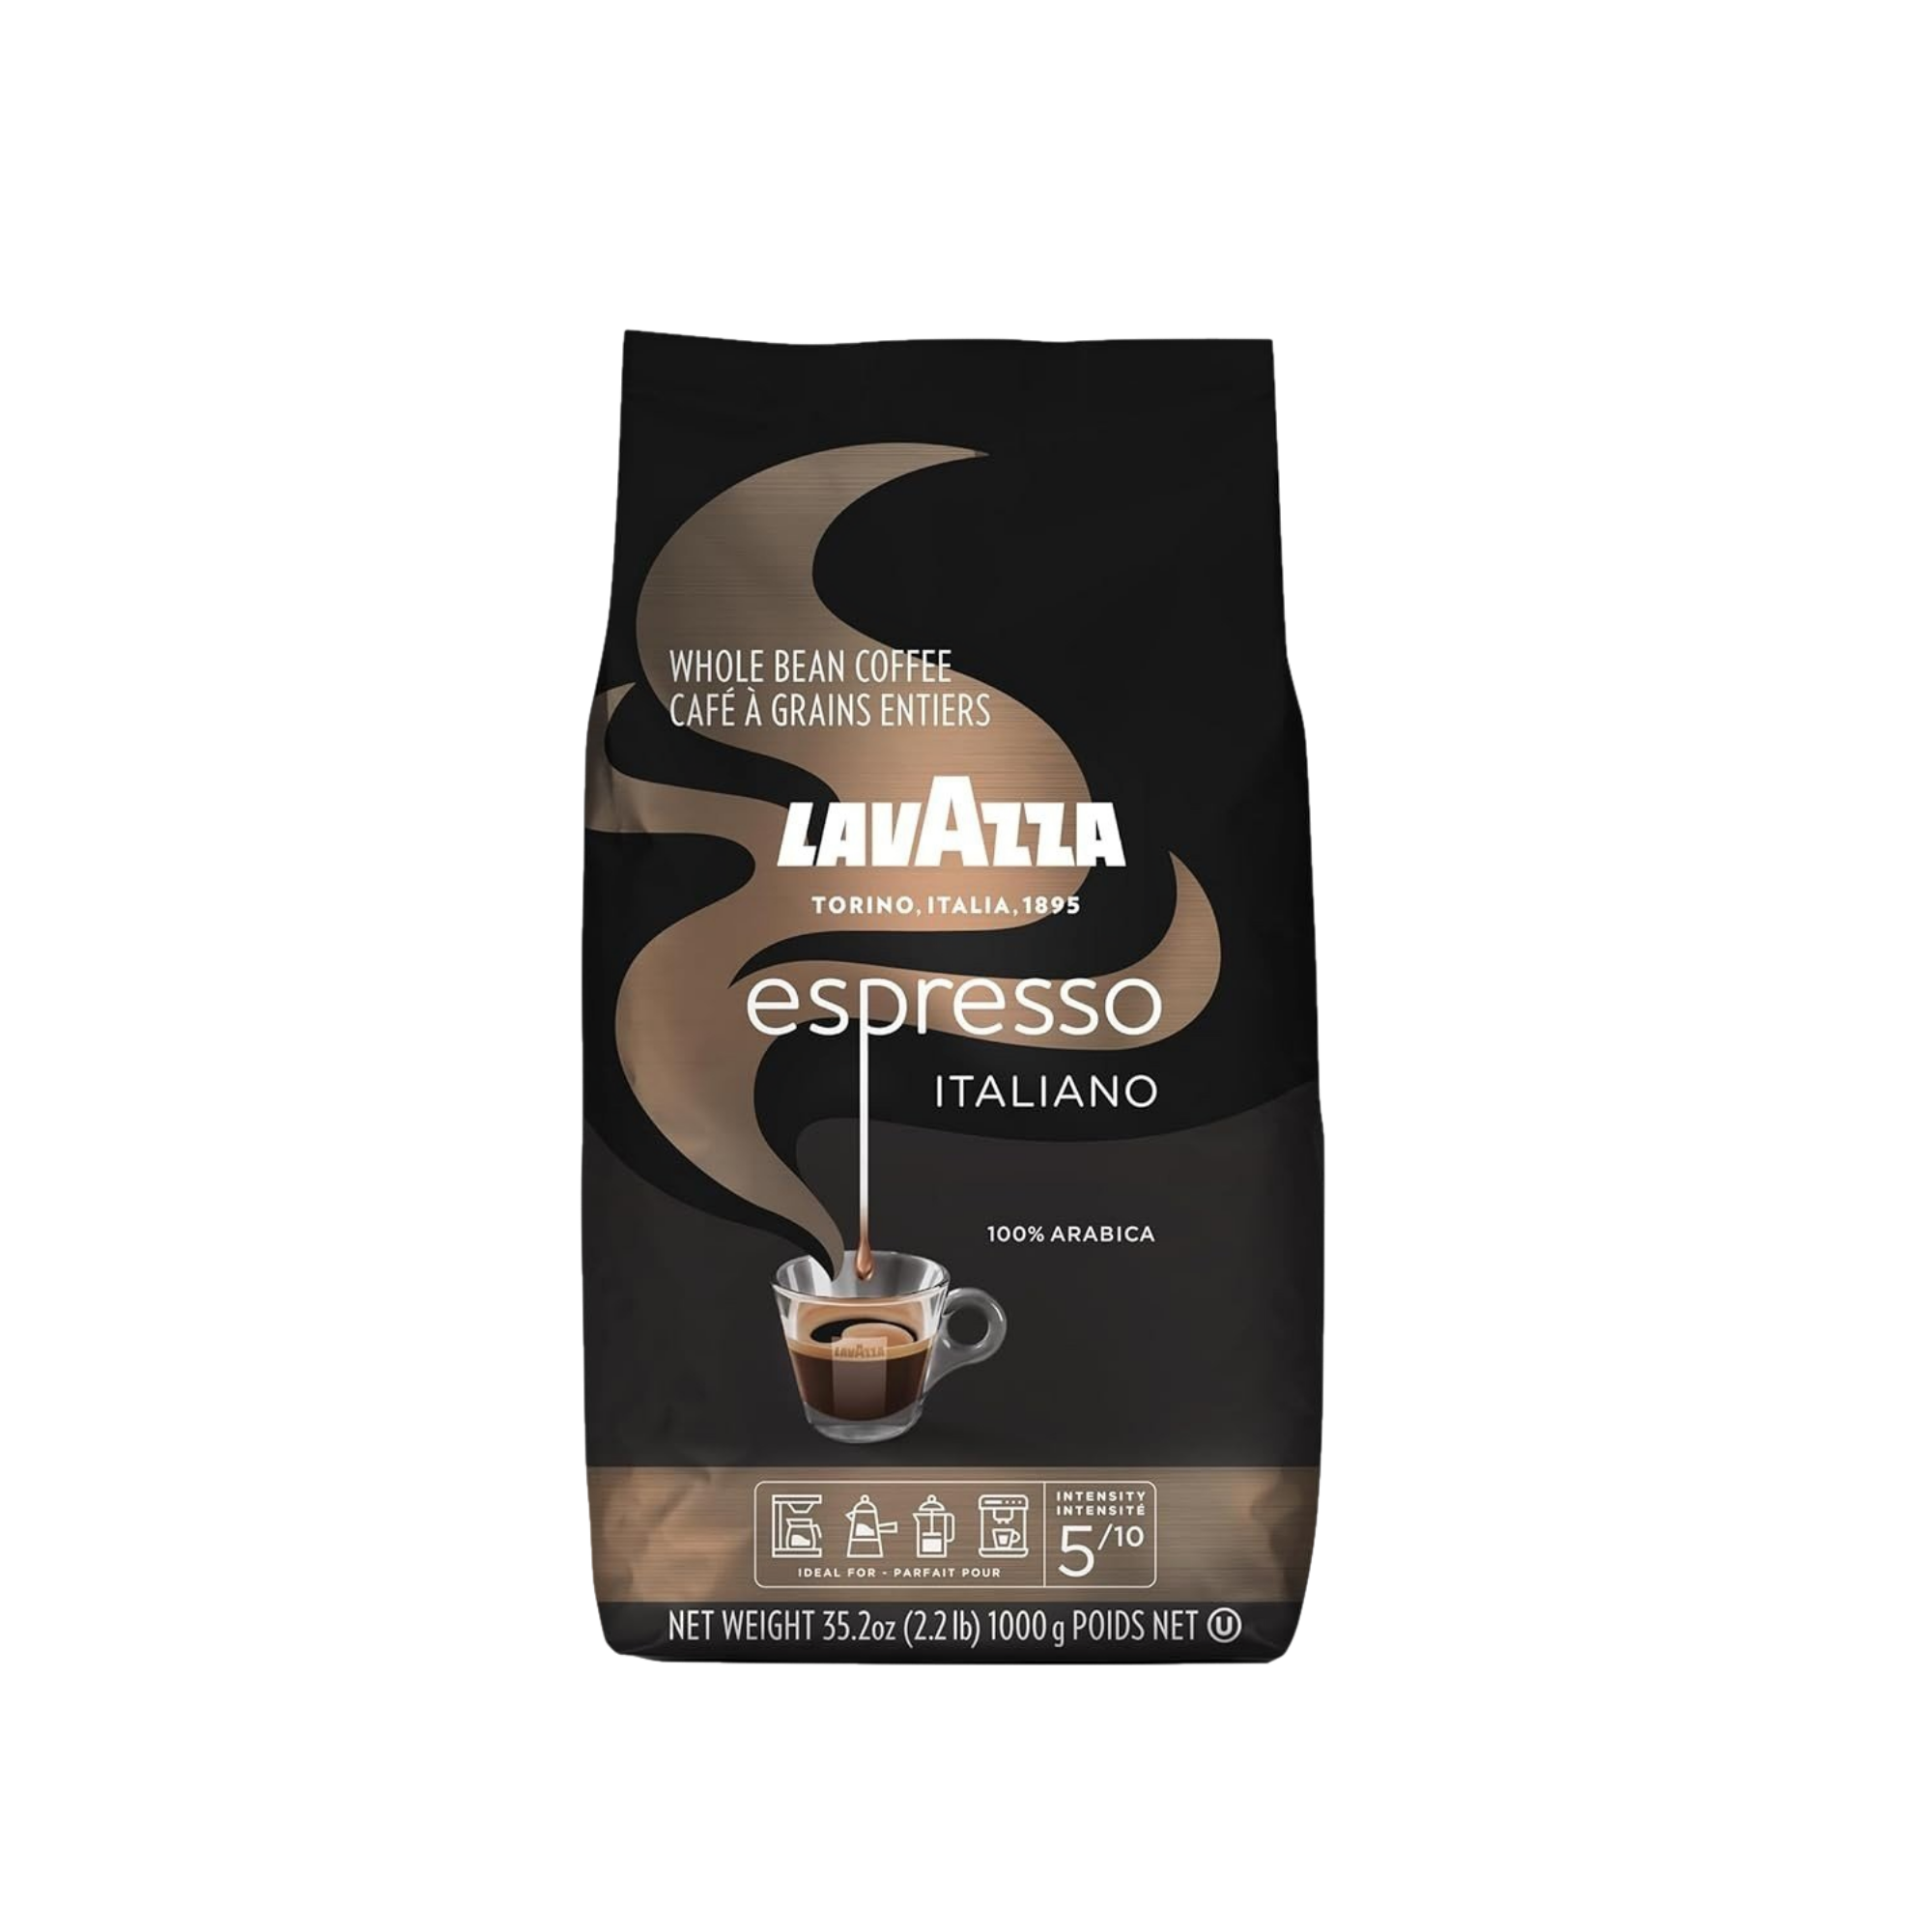 WHOLE BEAN COFFEE
CAFÉ À GRAINS ENTIERS
LAVAZZA
TORINO, ITALIA, 1895
espresso
ITALIANO
100% ARABICA
LAVAZZA
INTENSITY
INTENSITÉ
5/10
IDEAL FOR - PARFAIT POUR
NET WEIGHT 35.2oz (2.2 lb) 1000 g POIDS NET U